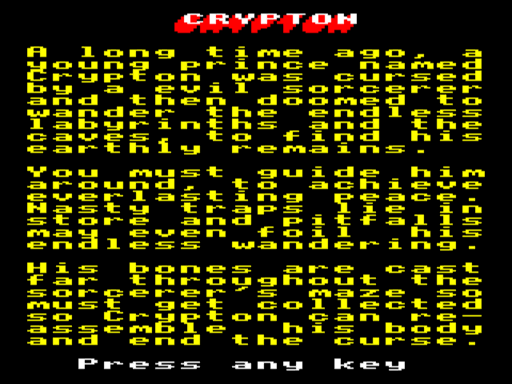 CRYPTON
A long time ago, a
young prince named
Crypton was cursed
by a evil sorcerer
and then doomed to
wander the endless
labyrinths and the
caves, to find his
earthly remains.
You must guide him
around, to achieve
everlasting peace.
Nasty traps lie in
store and pitfalls
may even foil his
endless wandering.
His bones are cast
far throughout the
sorcerer's maze so
must get collected
so Crypton can re-
assemble his body
and end the curse.
Press any key